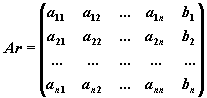 Ar = ( a₁₁ a₁₂ ... a₁ₙ b₁
a₂₁ a₂₂ ... a₂ₙ b₂
... ... ... ... ...
aₙ₁ aₙ₂ ... aₙₙ bₙ )